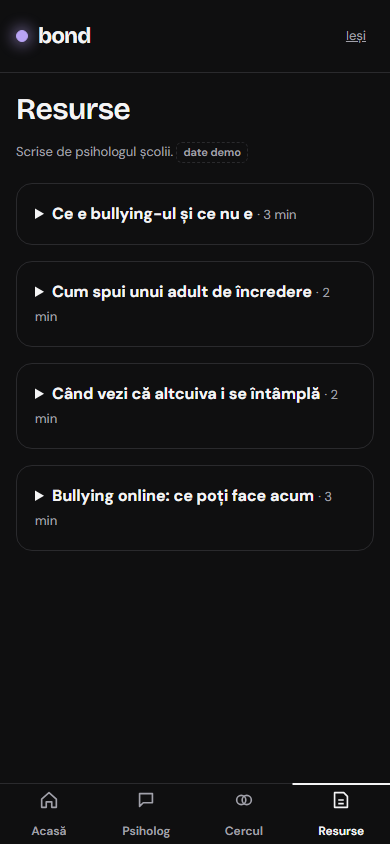 bond
Ieși
Resurse
Scrise de psihologul școlii. date demo
Ce e bullying-ul și ce nu e · 3 min
Cum spui unui adult de încredere · 2
min
Când vezi că altcuiva i se întâmplă · 2
min
Bullying online: ce poți face acum · 3
min
Acasă Psiholog Cercul Resurse